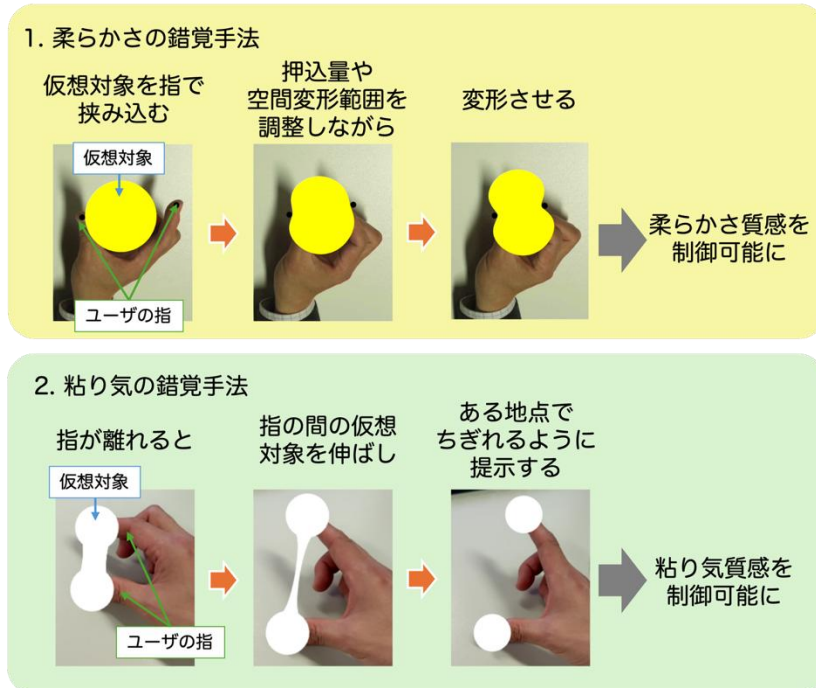 1. 柔らかさの錯覚手法
仮想対象を指で
挟み込む
押込量や
空間変形範囲を
調整しながら
変形させる
仮想対象
ユーザの指
柔らかさ質感を
制御可能に
2. 粘り気の錯覚手法
指が離れると
指の間の仮想
対象を伸ばし
ある地点で
ちぎれるように
提示する
仮想対象
ユーザの指
粘り気質感を
制御可能に